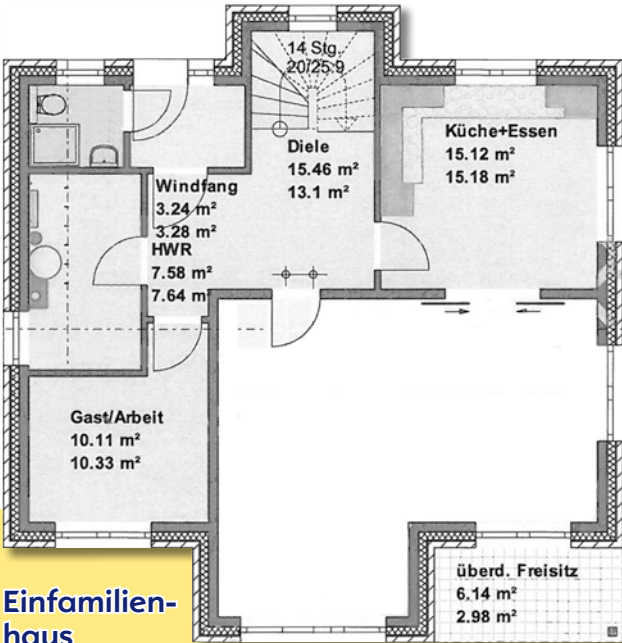 14 Stg.
20/25.9
Küche+Essen
15.12 m²
15.18 m²
Diele
15.46 m²
13.1 m²
Windfang
3.24 m²
3.28 m²
HWR
7.58 m²
7.64 m²
Gast/Arbeit
10.11 m²
10.33 m²
überd. Freisitz
6.14 m²
2.98 m²
Einfamilien-
haus